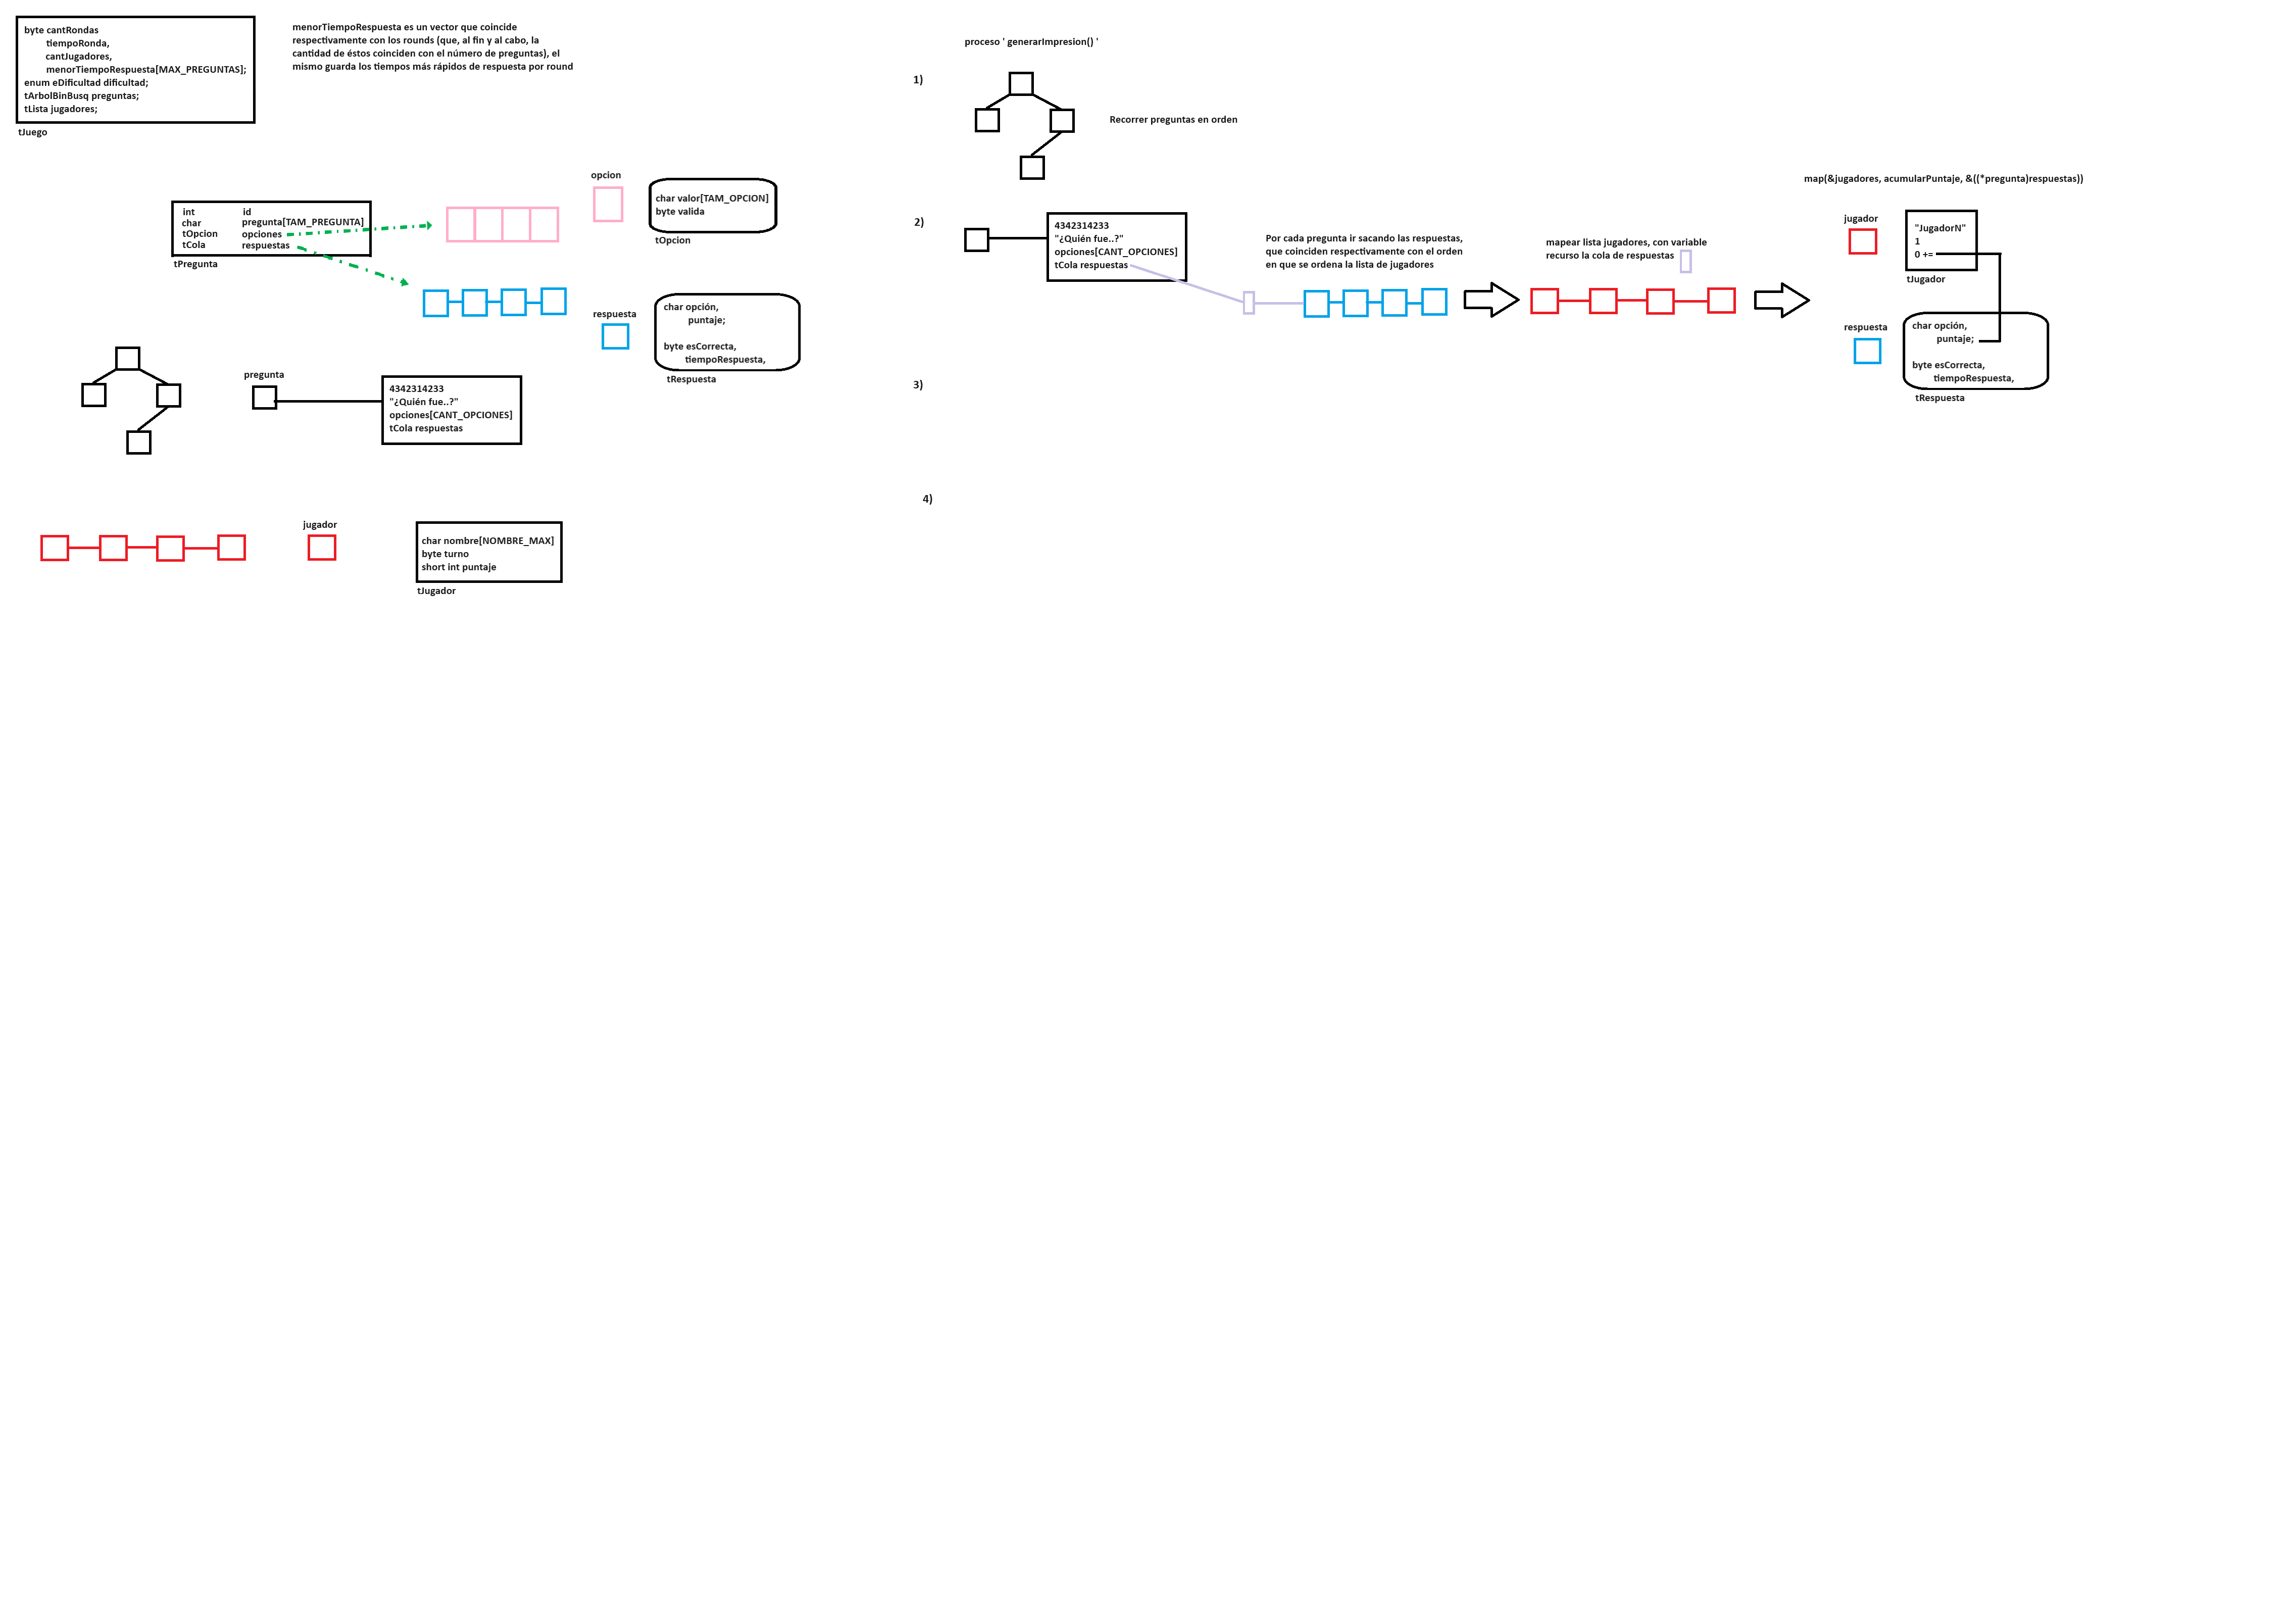 byte cantRondas
tiempoRonda,
cantJugadores,
menorTiempoRespuesta[MAX_PREGUNTAS];
enum eDificultad dificultad;
tArbolBinBusq preguntas;
tLista jugadores;
tJuego
menorTiempoRespuesta es un vector que coincide
respectivamente con los rounds (que, al fin y al cabo, la
cantidad de éstos coinciden con el número de preguntas), el
mismo guarda los tiempos más rápidos de respuesta por round
int id
char pregunta[TAM_PREGUNTA]
tOpcion opciones
tCola respuestas
tPregunta
opcion
char valor[TAM_OPCION]
byte valida
tOpcion
respuesta
char opción,
puntaje;
byte esCorrecta,
tiempoRespuesta,
tRespuesta
pregunta
4342314233
"¿Quién fue..?"
opciones[CANT_OPCIONES]
tCola respuestas
jugador
char nombre[NOMBRE_MAX]
byte turno
short int puntaje
tJugador
proceso ' generarImpresion() '
1)
Recorrer preguntas en orden
2)
4342314233
"¿Quién fue..?"
opciones[CANT_OPCIONES]
tCola respuestas
Por cada pregunta ir sacando las respuestas,
que coinciden respectivamente con el orden
en que se ordena la lista de jugadores
mapear lista jugadores, con variable
recurso la cola de respuestas
map(&jugadores, acumularPuntaje, &((*pregunta)respuestas))
jugador
"JugadorN"
1
0 +=
tJugador
respuesta
char opción,
puntaje;
byte esCorrecta,
tiempoRespuesta,
tRespuesta
3)
4)